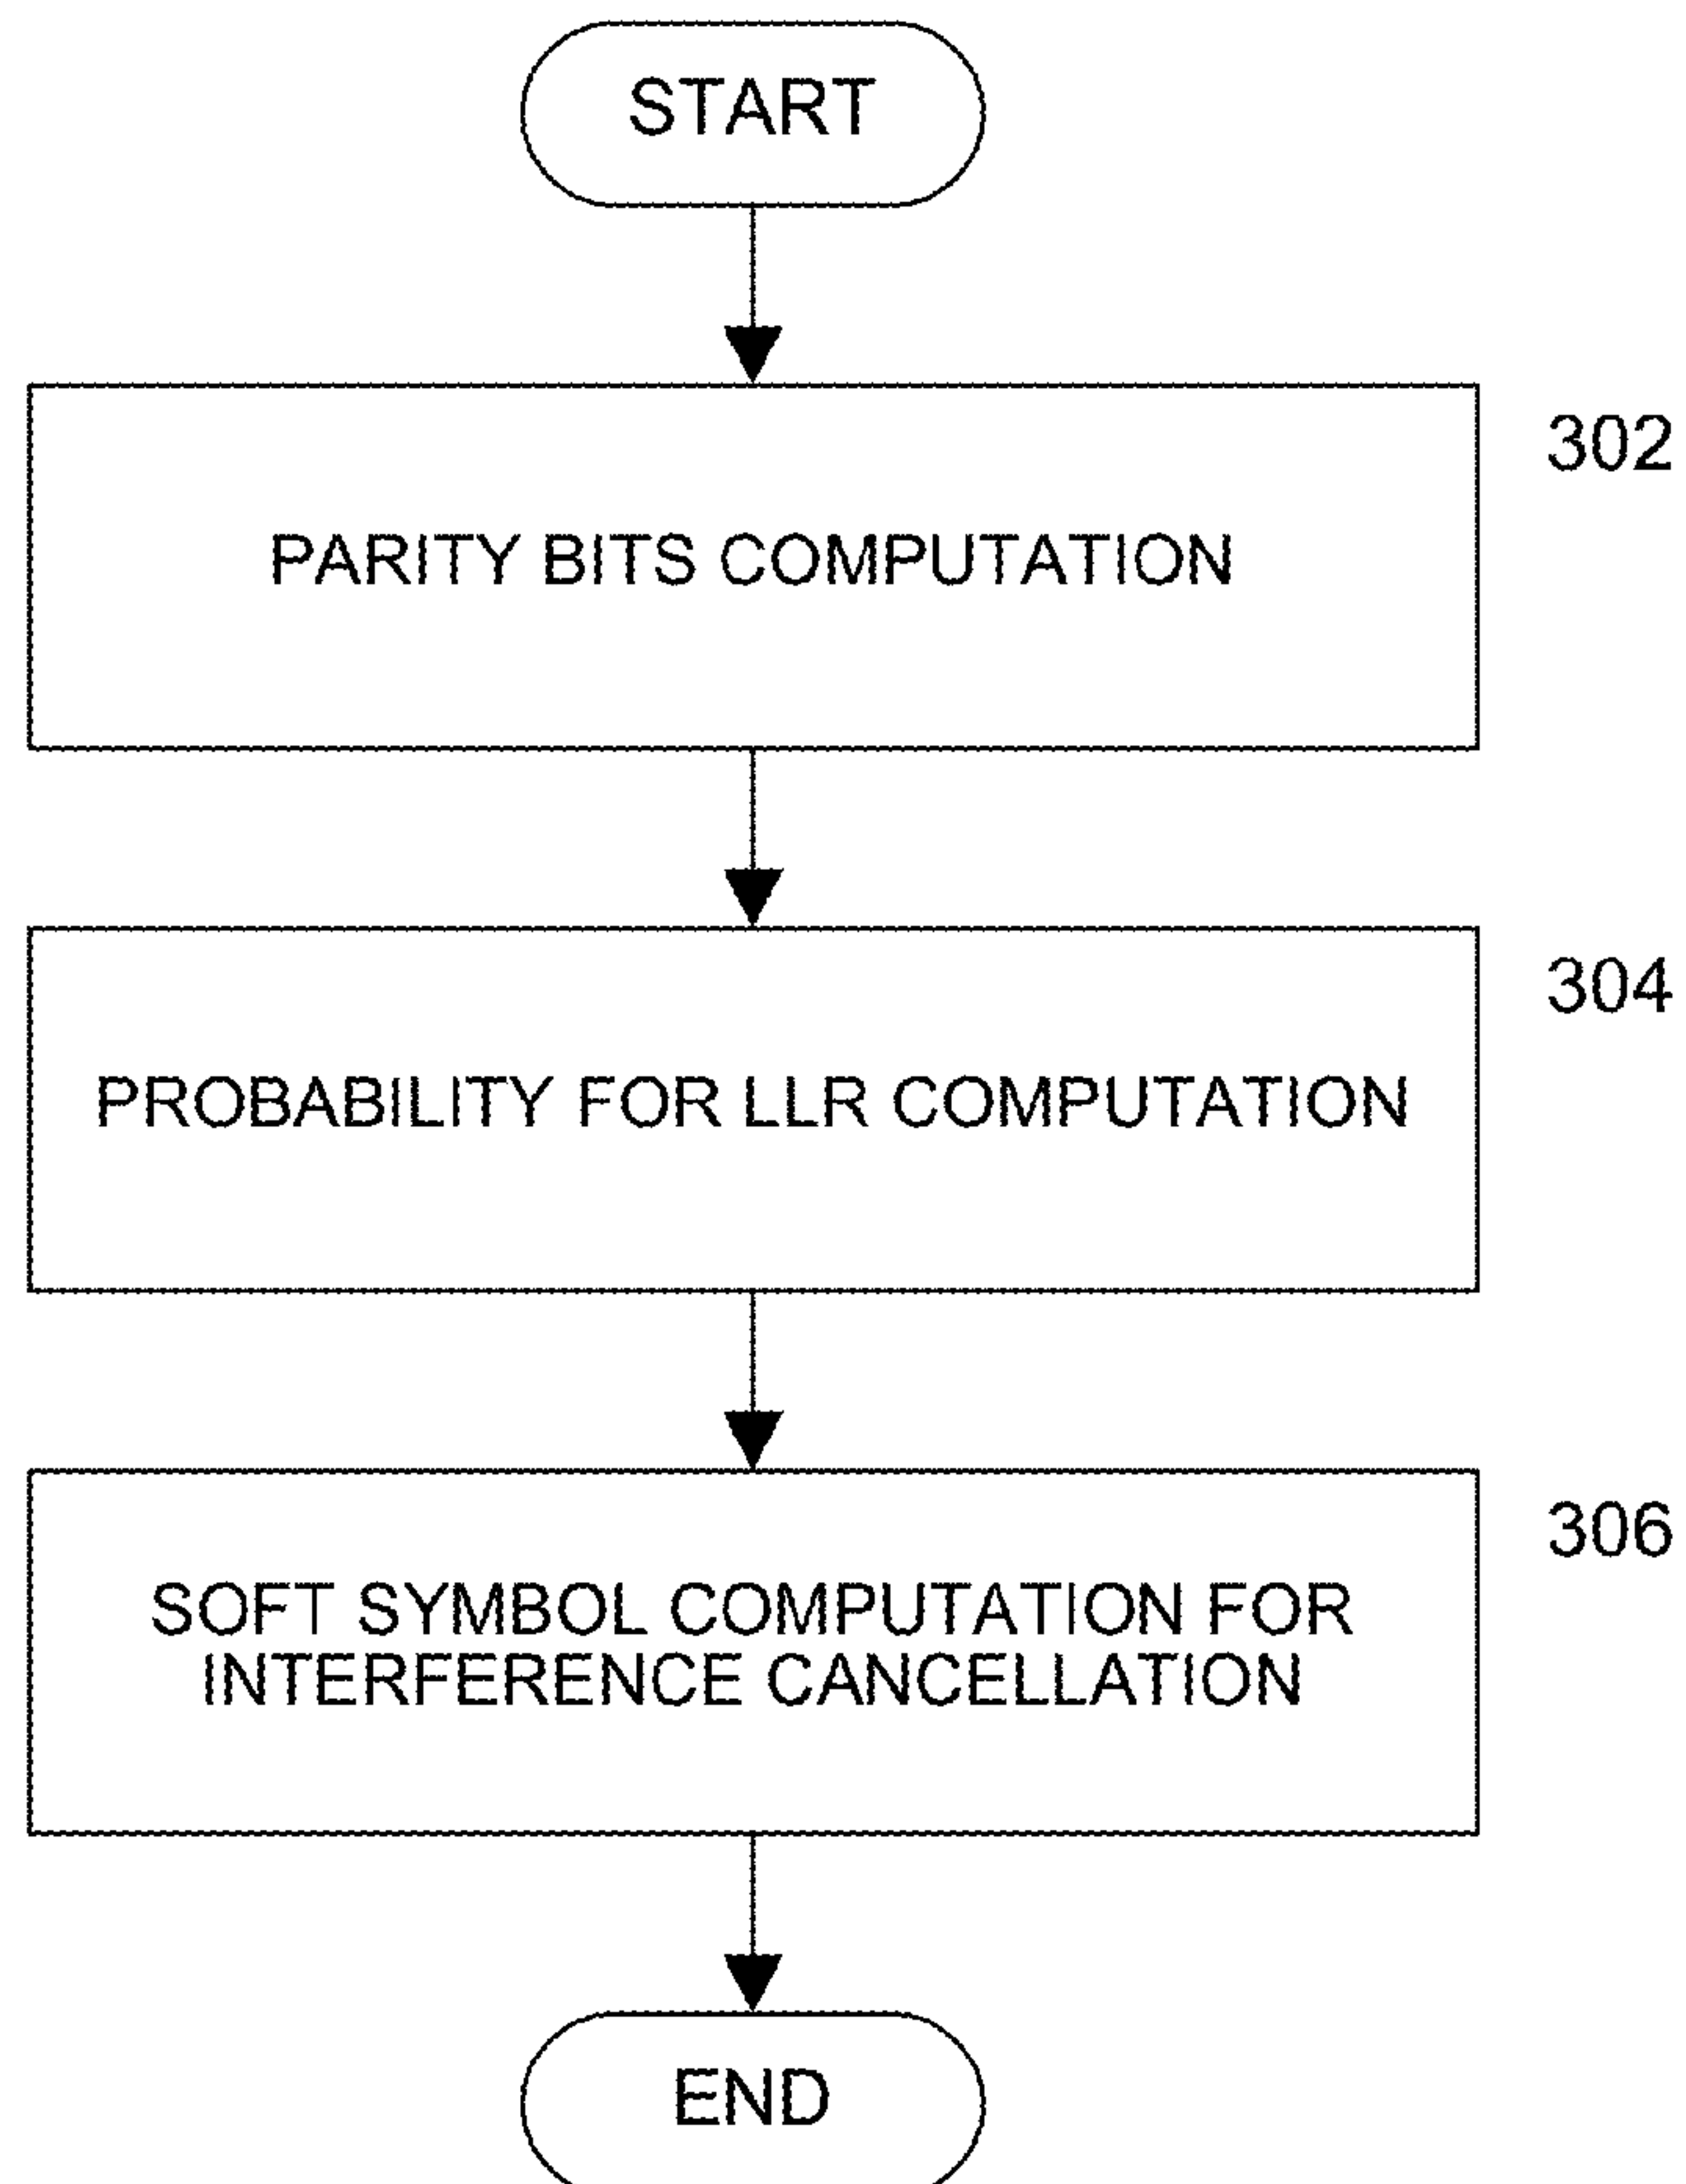 START
302
PARITY BITS COMPUTATION
304
PROBABILITY FOR LLR COMPUTATION
306
SOFT SYMBOL COMPUTATION FOR
INTERFERENCE CANCELLATION
END